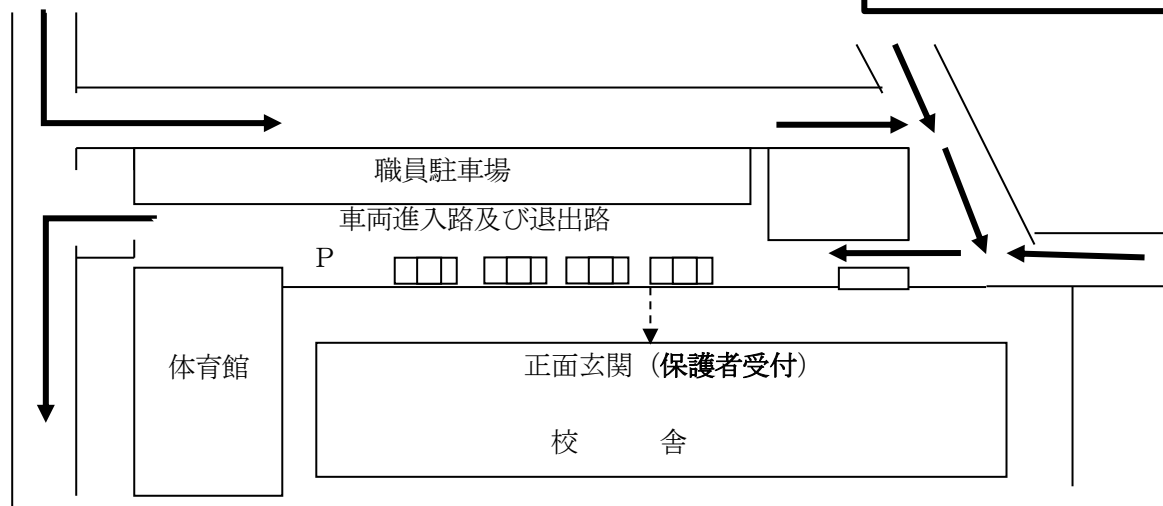 職員駐車場
車両進入路及び退出路
P
体育館
正面玄関（保護者受付）
校　　舎